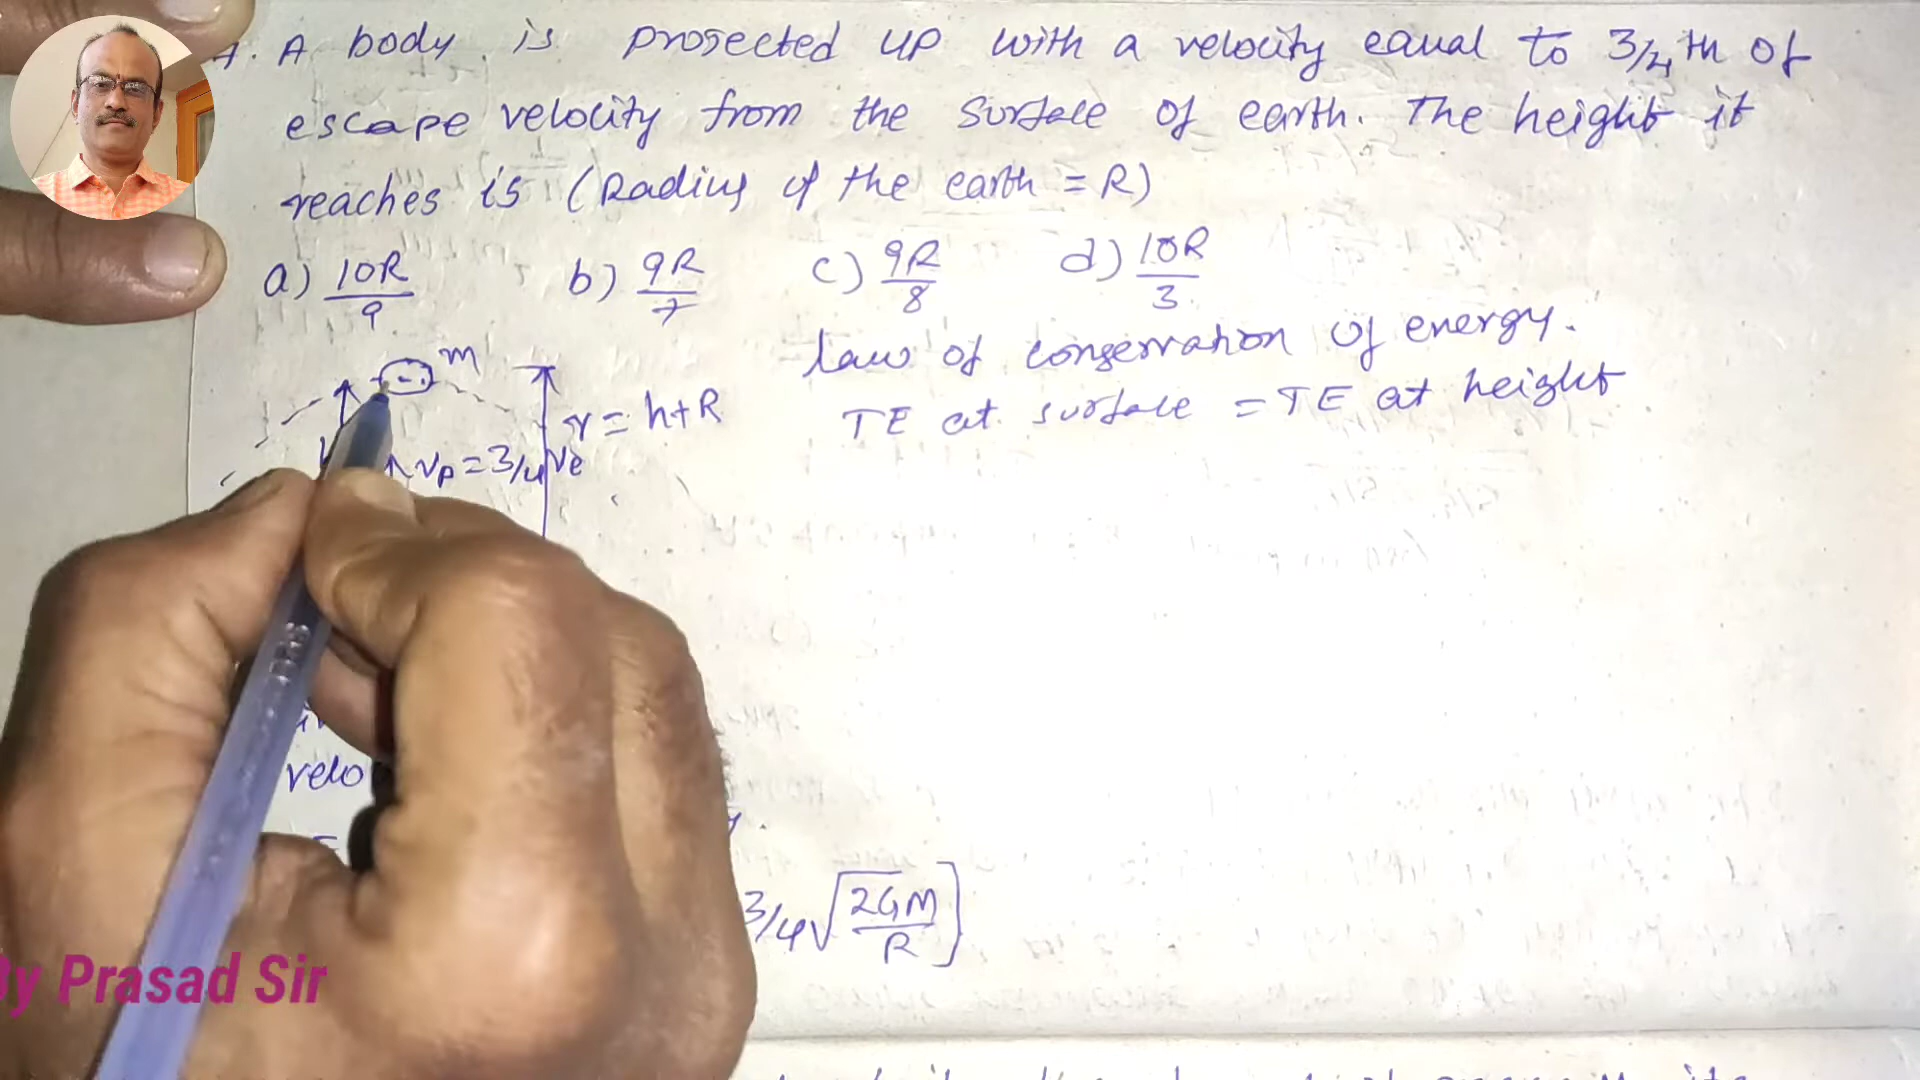 7. A body is projected up with a velocity equal to 3/4 th of
escape velocity from the surface of earth. The height it
reaches is (Radius of the earth = R)
a) 10R/9 b) 9R/7 c) 9R/8 d) 10R/3
m
r = h+R
vp = 3/4 ve
law of conservation of energy.
TE at surface = TE at height
velo
3/4 √2GM/R]
By Prasad Sir